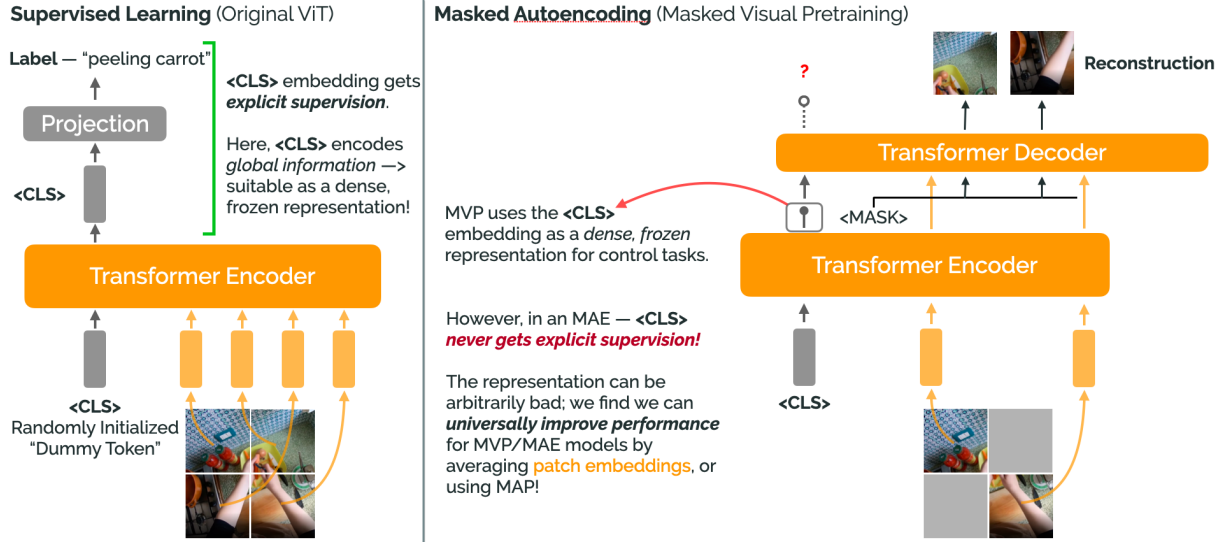 Supervised Learning (Original ViT)
Label — “peeling carrot”
Projection
<CLS>
<CLS> embedding gets
explicit supervision.
Here, <CLS> encodes
global information —>
suitable as a dense,
frozen representation!
Transformer Encoder
<CLS>
Randomly Initialized
“Dummy Token”
Masked Autoencoding (Masked Visual Pretraining)
?
Reconstruction
Transformer Decoder
<MASK>
MVP uses the <CLS>
embedding as a dense, frozen
representation for control tasks.
Transformer Encoder
However, in an MAE — <CLS>
never gets explicit supervision!
The representation can be
arbitrarily bad; we find we can
universally improve performance
for MVP/MAE models by
averaging patch embeddings, or
using MAP!
<CLS>